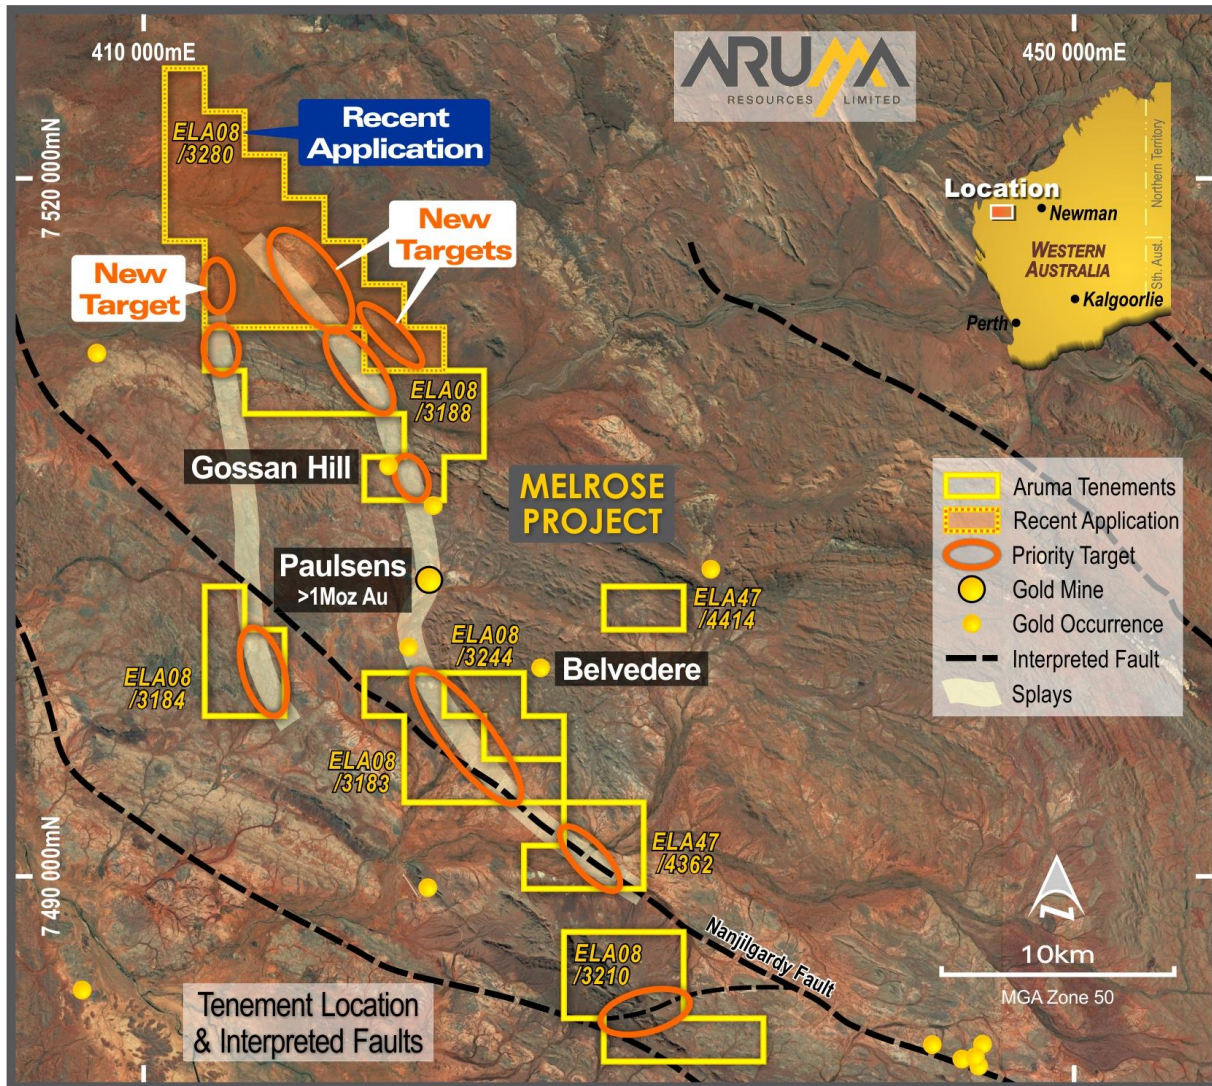 410 000mE
450 000mE
ARUMA
RESOURCES LIMITED
7 520 000mN
ELA08
/3280
Recent
Application
Location
Newman
Northern Territory
WESTERN
AUSTRALIA
Sth. Aust.
Kalgoorlie
Perth
New
Targets
New
Target
ELA08
/3188
Gossan Hill
MELROSE
PROJECT
Aruma Tenements
Recent Application
Priority Target
Gold Mine
Gold Occurrence
Interpreted Fault
Splays
Paulsens
>1Moz Au
ELA47
/4414
ELA08
/3244
Belvedere
ELA08
/3184
ELA08
/3183
ELA47
/4362
7 490 000mN
Nanjilgardy Fault
ELA08
/3210
N
10km
MGA Zone 50
Tenement Location
& Interpreted Faults